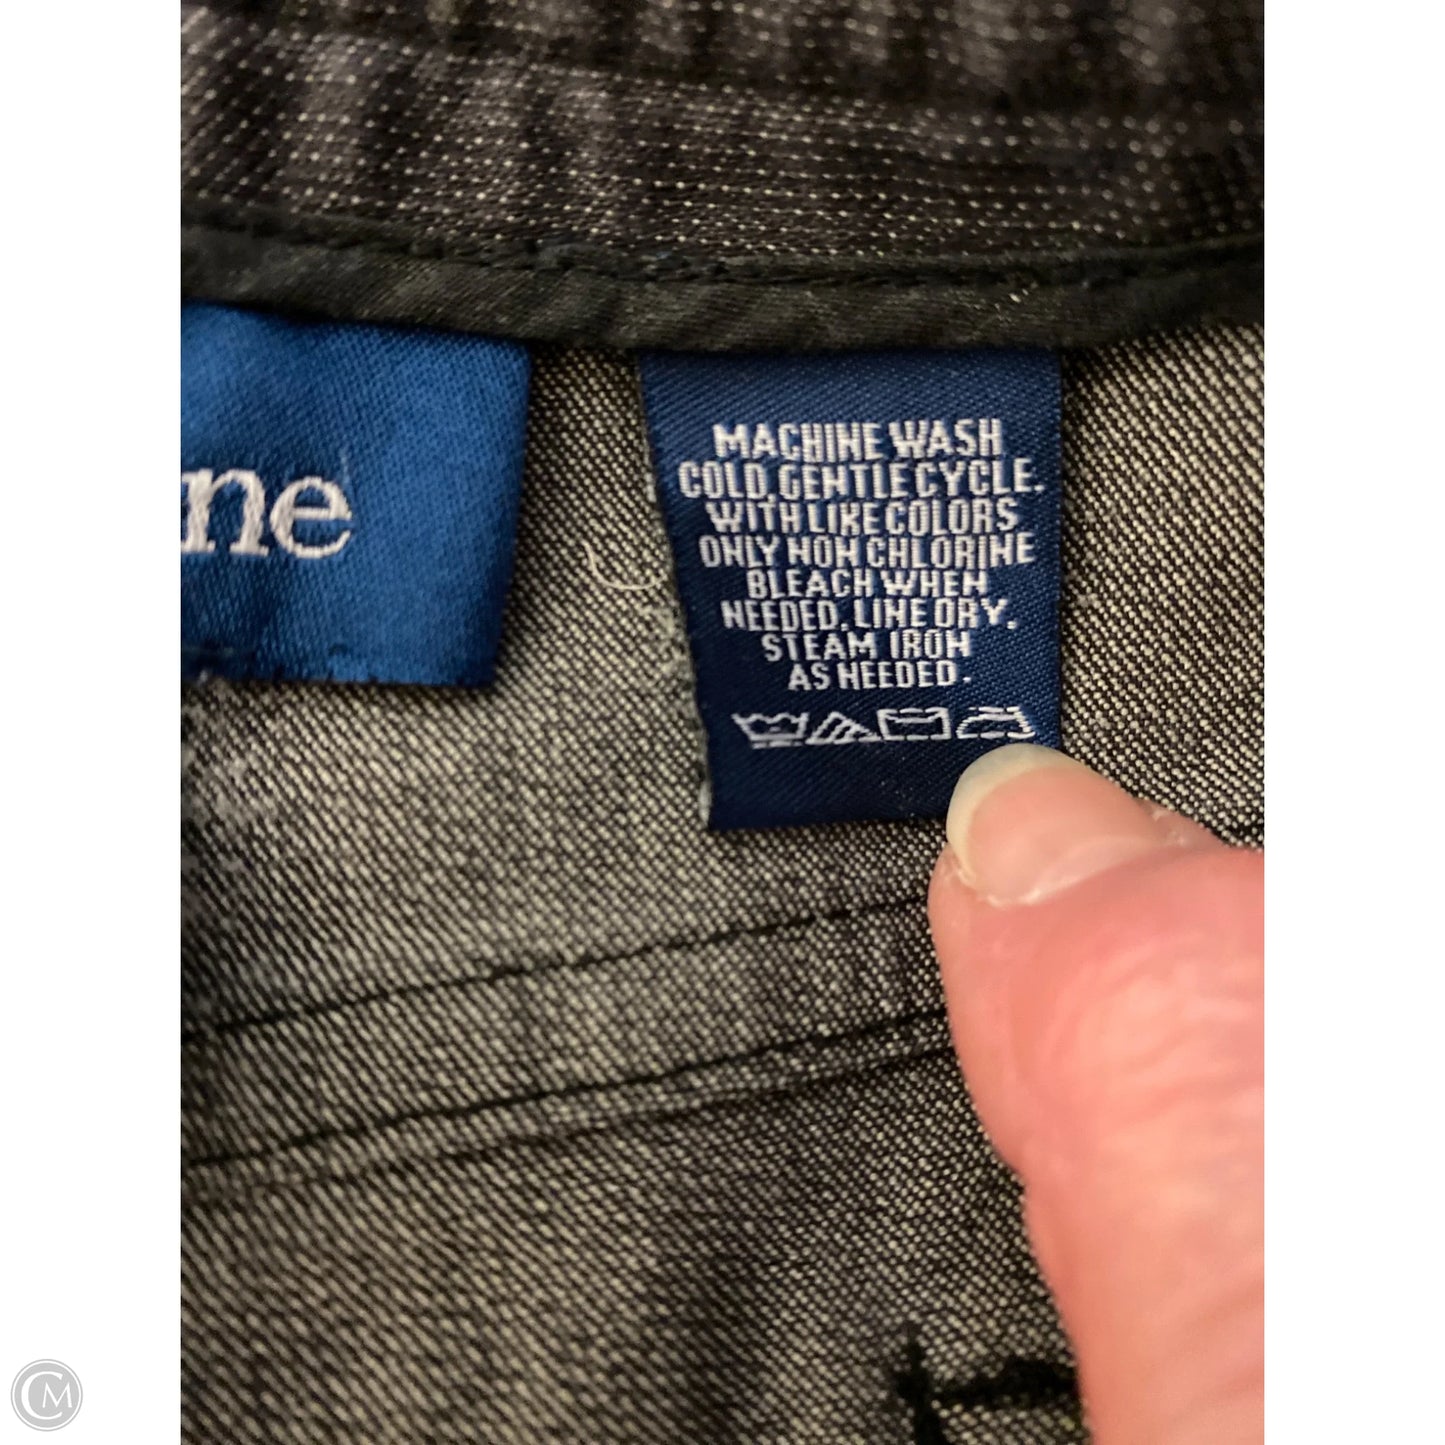 ne
MACHINE WASH
COLD, GENTLE CYCLE.
WITH LIKE COLORS
ONLY NON CHLORINE
BLEACH WHEN
NEEDED. LINE DRY.
STEAM IRON
AS NEEDED.
CM